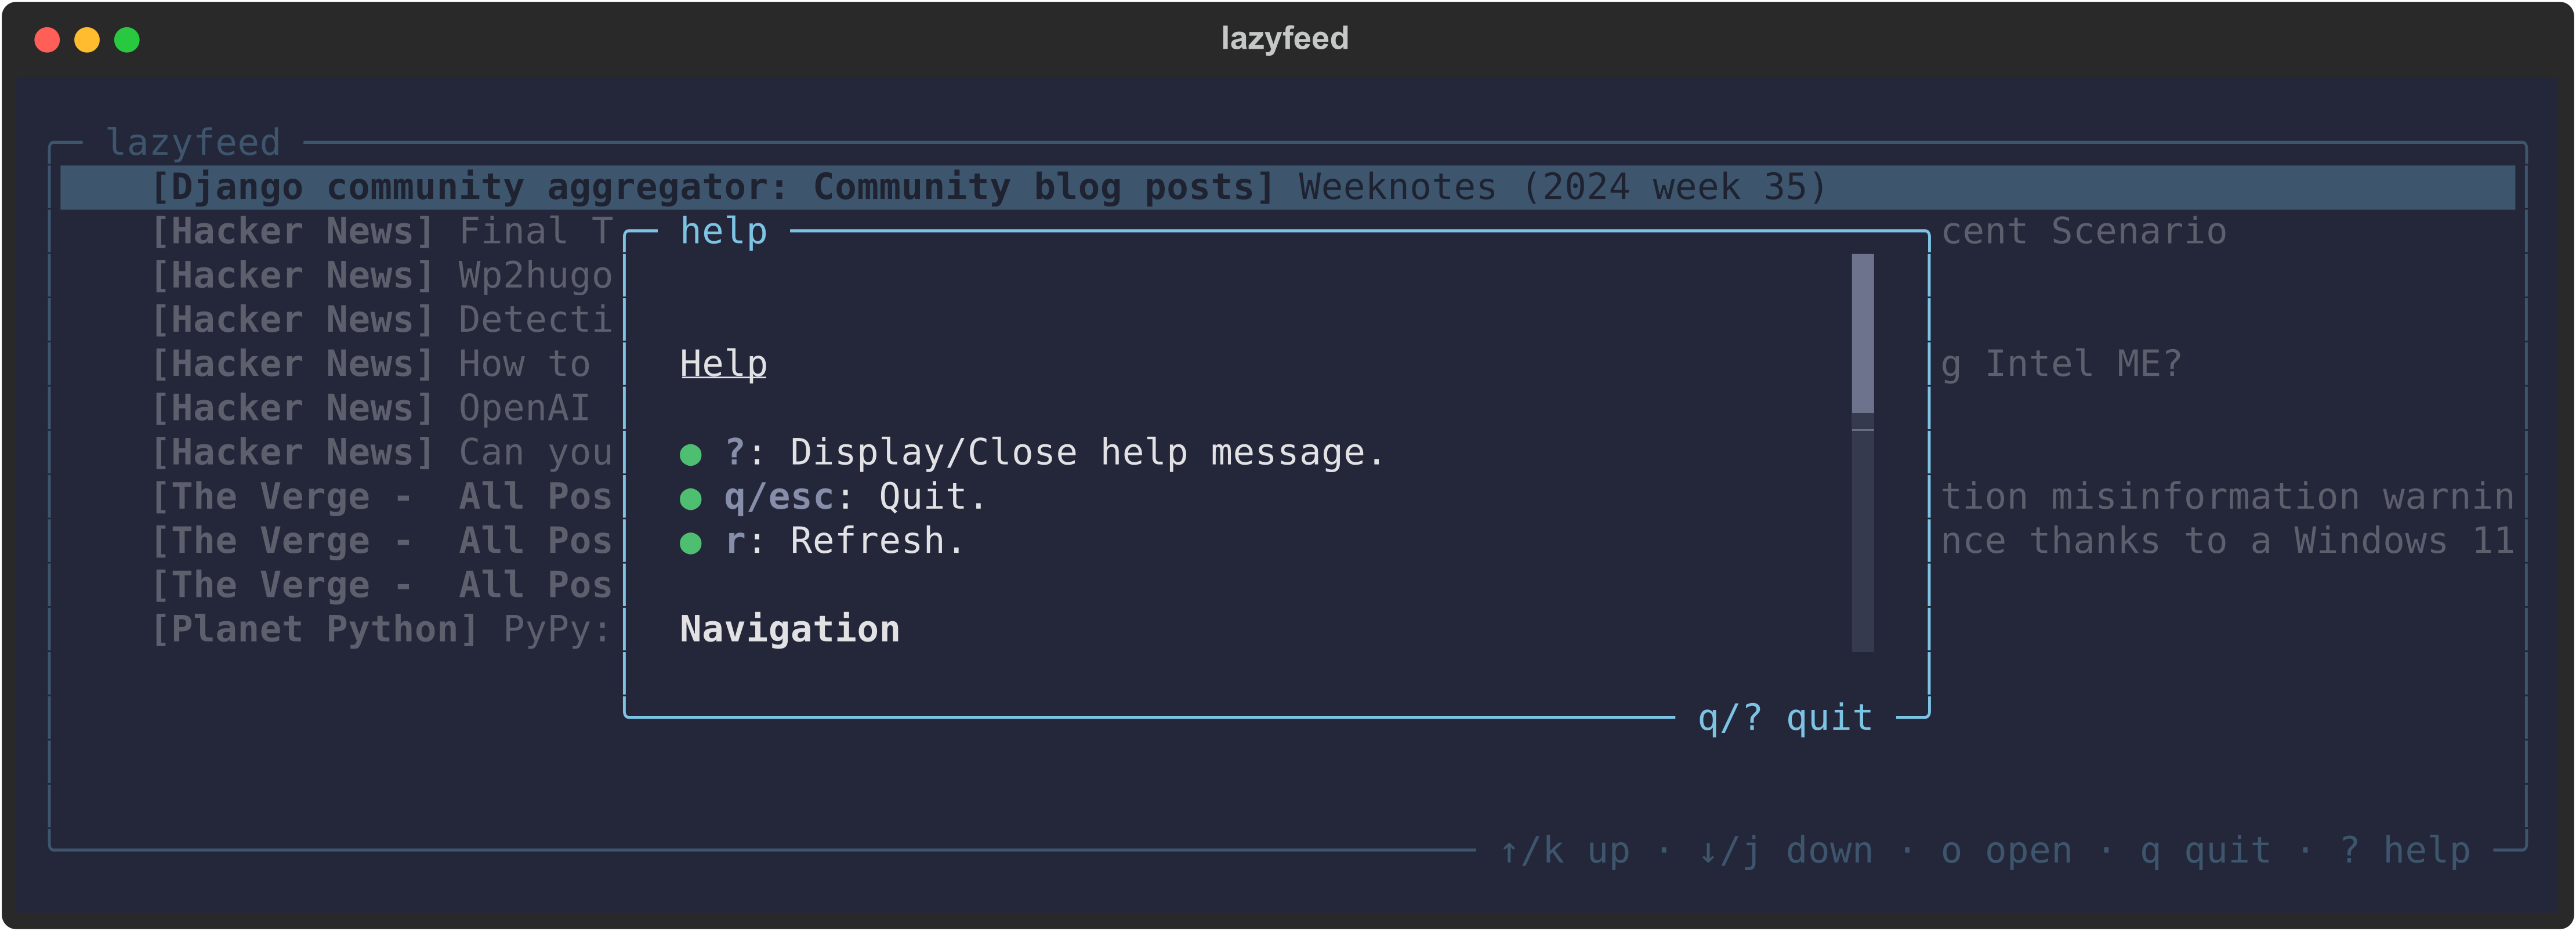 lazyfeed
lazyfeed
[Django community aggregator: Community blog posts] Weeknotes (2024 week 35)
[Hacker News] Final T
cent Scenario
help
[Hacker News] Wp2hugo
[Hacker News] Detecti
[Hacker News] How to
g Intel ME?
Help
[Hacker News] OpenAI
[Hacker News] Can you
? : Display/Close help message.
[The Verge -  All Pos
tion misinformation warnin
q/esc: Quit.
[The Verge -  All Pos
nce thanks to a Windows 11
r: Refresh.
[The Verge -  All Pos
[Planet Python] PyPy:
Navigation
q/? quit
↑/k up · ↓/j down · o open · q quit · ? help